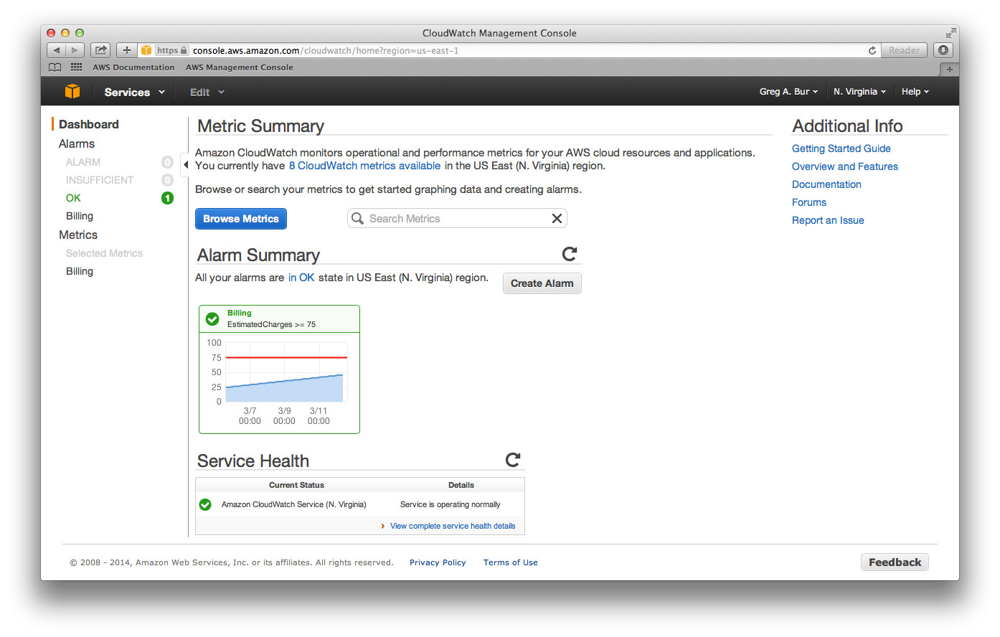 CloudWatch Management Console
https console.aws.amazon.com/cloudwatch/home?region=us-east-1
Reader
AWS Documentation AWS Management Console
Services Edit Greg A. Bur N. Virginia Help
Dashboard
Alarms
ALARM 0
INSUFFICIENT 0
OK 1
Billing
Metrics
Selected Metrics
Billing
Metric Summary
Amazon CloudWatch monitors operational and performance metrics for your AWS cloud resources and applications.
You currently have 8 CloudWatch metrics available in the US East (N. Virginia) region.
Browse or search your metrics to get started graphing data and creating alarms.
Browse Metrics Search Metrics
Alarm Summary
All your alarms are in OK state in US East (N. Virginia) region.
Create Alarm
Billing
EstimatedCharges >= 75
100
75
50
25
0
3/7 3/9 3/11
00:00 00:00 00:00
Service Health
Current Status Details
Amazon CloudWatch Service (N. Virginia) Service is operating normally
View complete service health details
Additional Info
Getting Started Guide
Overview and Features
Documentation
Forums
Report an Issue
© 2008 - 2014, Amazon Web Services, Inc. or its affiliates. All rights reserved. Privacy Policy Terms of Use
Feedback